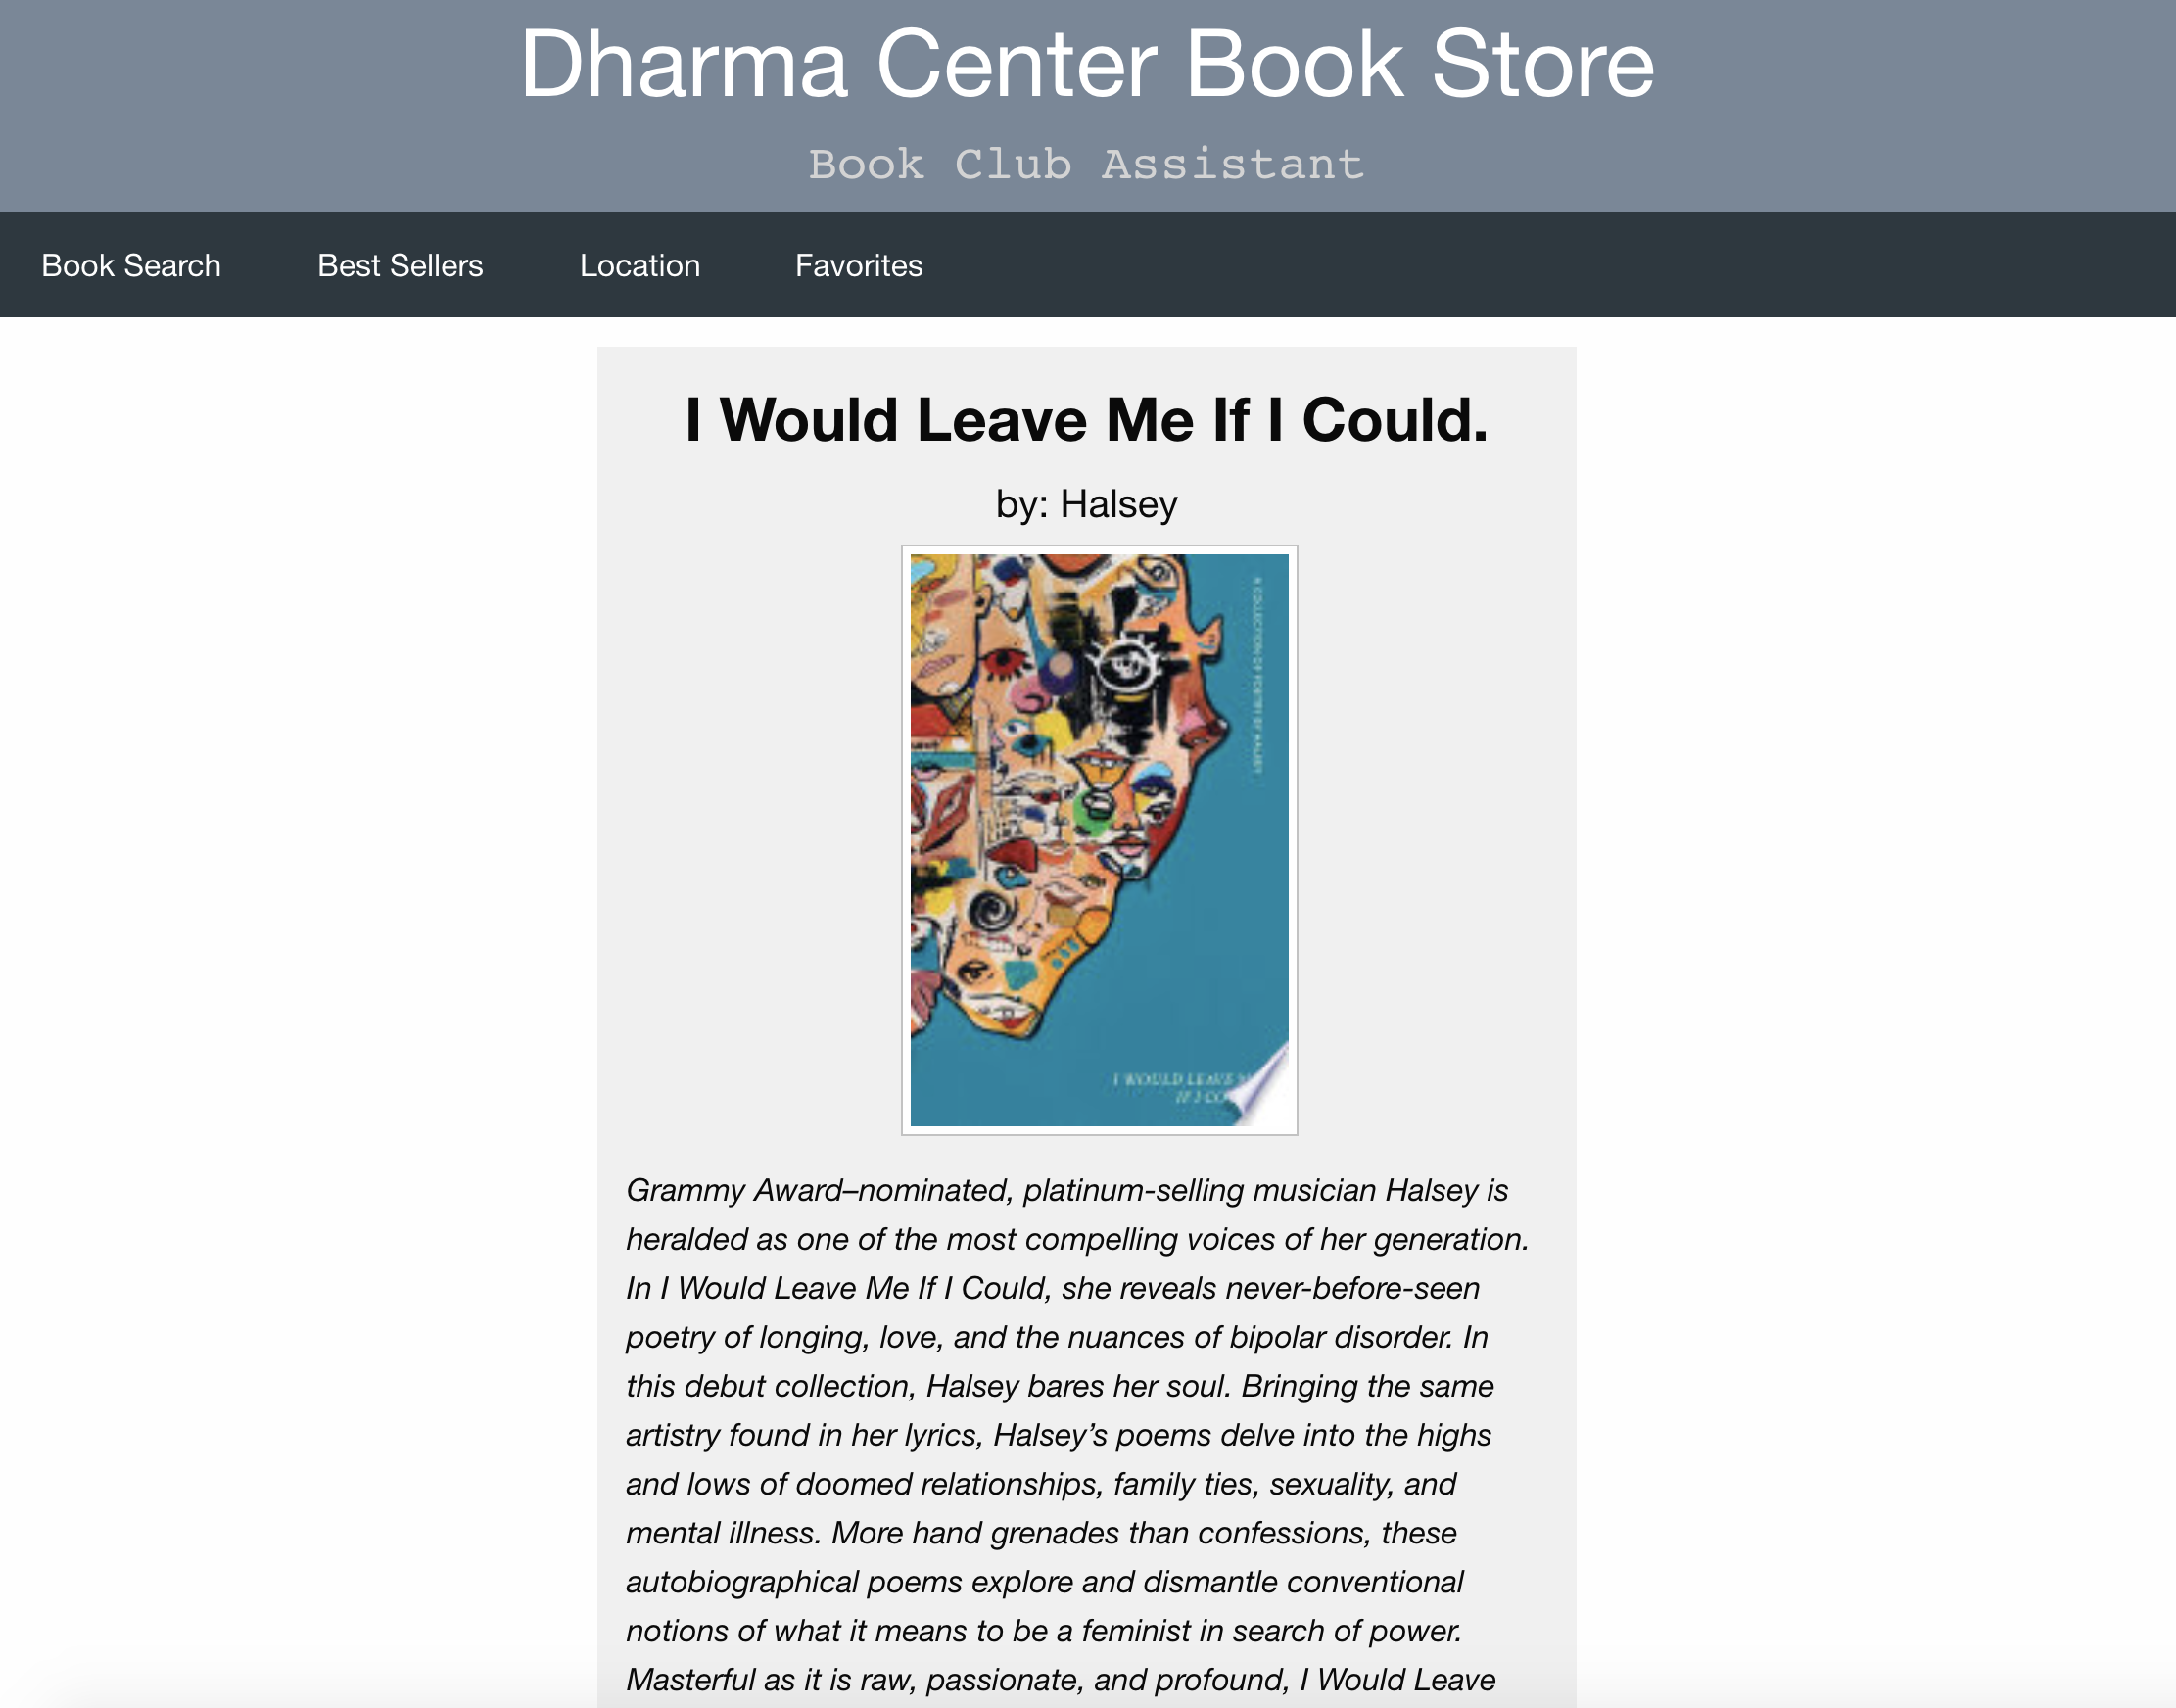 Dharma Center Book Store
Book Club Assistant
Book Search Best Sellers Location Favorites
I Would Leave Me If I Could.
by: Halsey
A COLLECTION OF POETRY BY HALSEY
I WOULD LEAVE
IF I CO
Grammy Award–nominated, platinum-selling musician Halsey is
heralded as one of the most compelling voices of her generation.
In I Would Leave Me If I Could, she reveals never-before-seen
poetry of longing, love, and the nuances of bipolar disorder. In
this debut collection, Halsey bares her soul. Bringing the same
artistry found in her lyrics, Halsey’s poems delve into the highs
and lows of doomed relationships, family ties, sexuality, and
mental illness. More hand grenades than confessions, these
autobiographical poems explore and dismantle conventional
notions of what it means to be a feminist in search of power.
Masterful as it is raw, passionate, and profound, I Would Leave